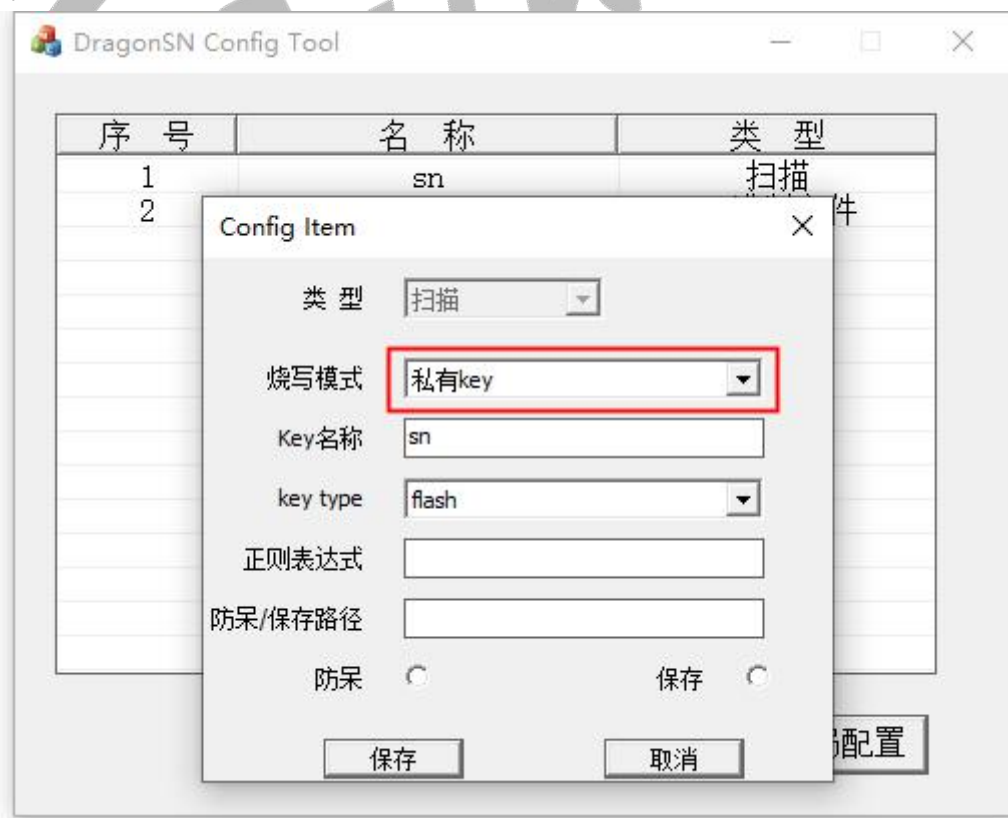 DragonSN Config Tool
序 号 名 称 类 型
1 sn 扫描
2 件
Config Item
类 型 扫描
烧写模式 私有key
Key名称 sn
key type flash
正则表达式
防呆/保存路径
防呆 保存
保存 取消 配置